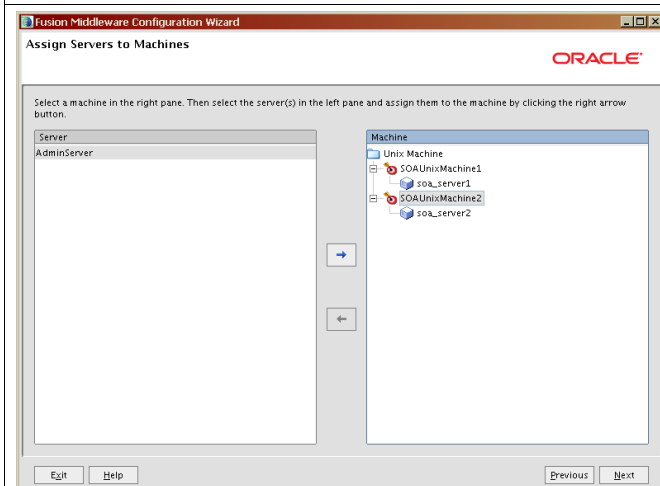 Fusion Middleware Configuration Wizard
Assign Servers to Machines
ORACLE
Select a machine in the right pane. Then select the server(s) in the left pane and assign them to the machine by clicking the right arrow
button.
Server
AdminServer
Machine
Unix Machine
SOAUnixMachine1
soa_server1
SOAUnixMachine2
soa_server2
Exit
Help
Previous
Next